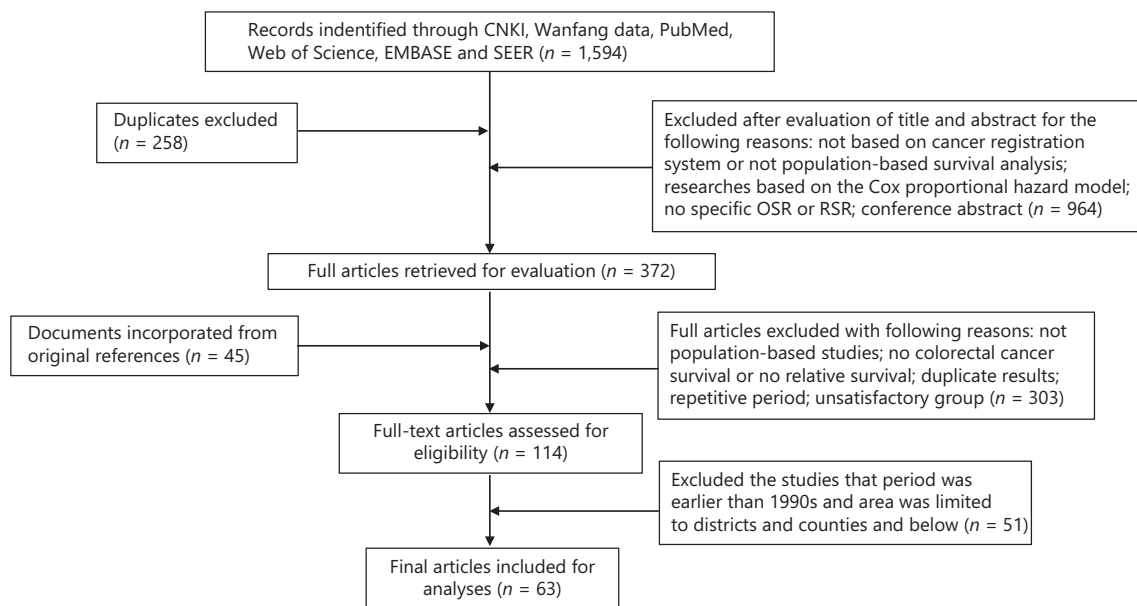 Records indentified through CNKI, Wanfang data, PubMed,
Web of Science, EMBASE and SEER (n = 1,594)
Duplicates excluded
(n = 258)
Excluded after evaluation of title and abstract for the
following reasons: not based on cancer registration
system or not population-based survival analysis;
researches based on the Cox proportional hazard model;
no specific OSR or RSR; conference abstract (n = 964)
Full articles retrieved for evaluation (n = 372)
Documents incorporated from
original references (n = 45)
Full articles excluded with following reasons: not
population-based studies; no colorectal cancer
survival or no relative survival; duplicate results;
repetitive period; unsatisfactory group (n = 303)
Full-text articles assessed for
eligibility (n = 114)
Excluded the studies that period was
earlier than 1990s and area was limited
to districts and counties and below (n = 51)
Final articles included for
analyses (n = 63)